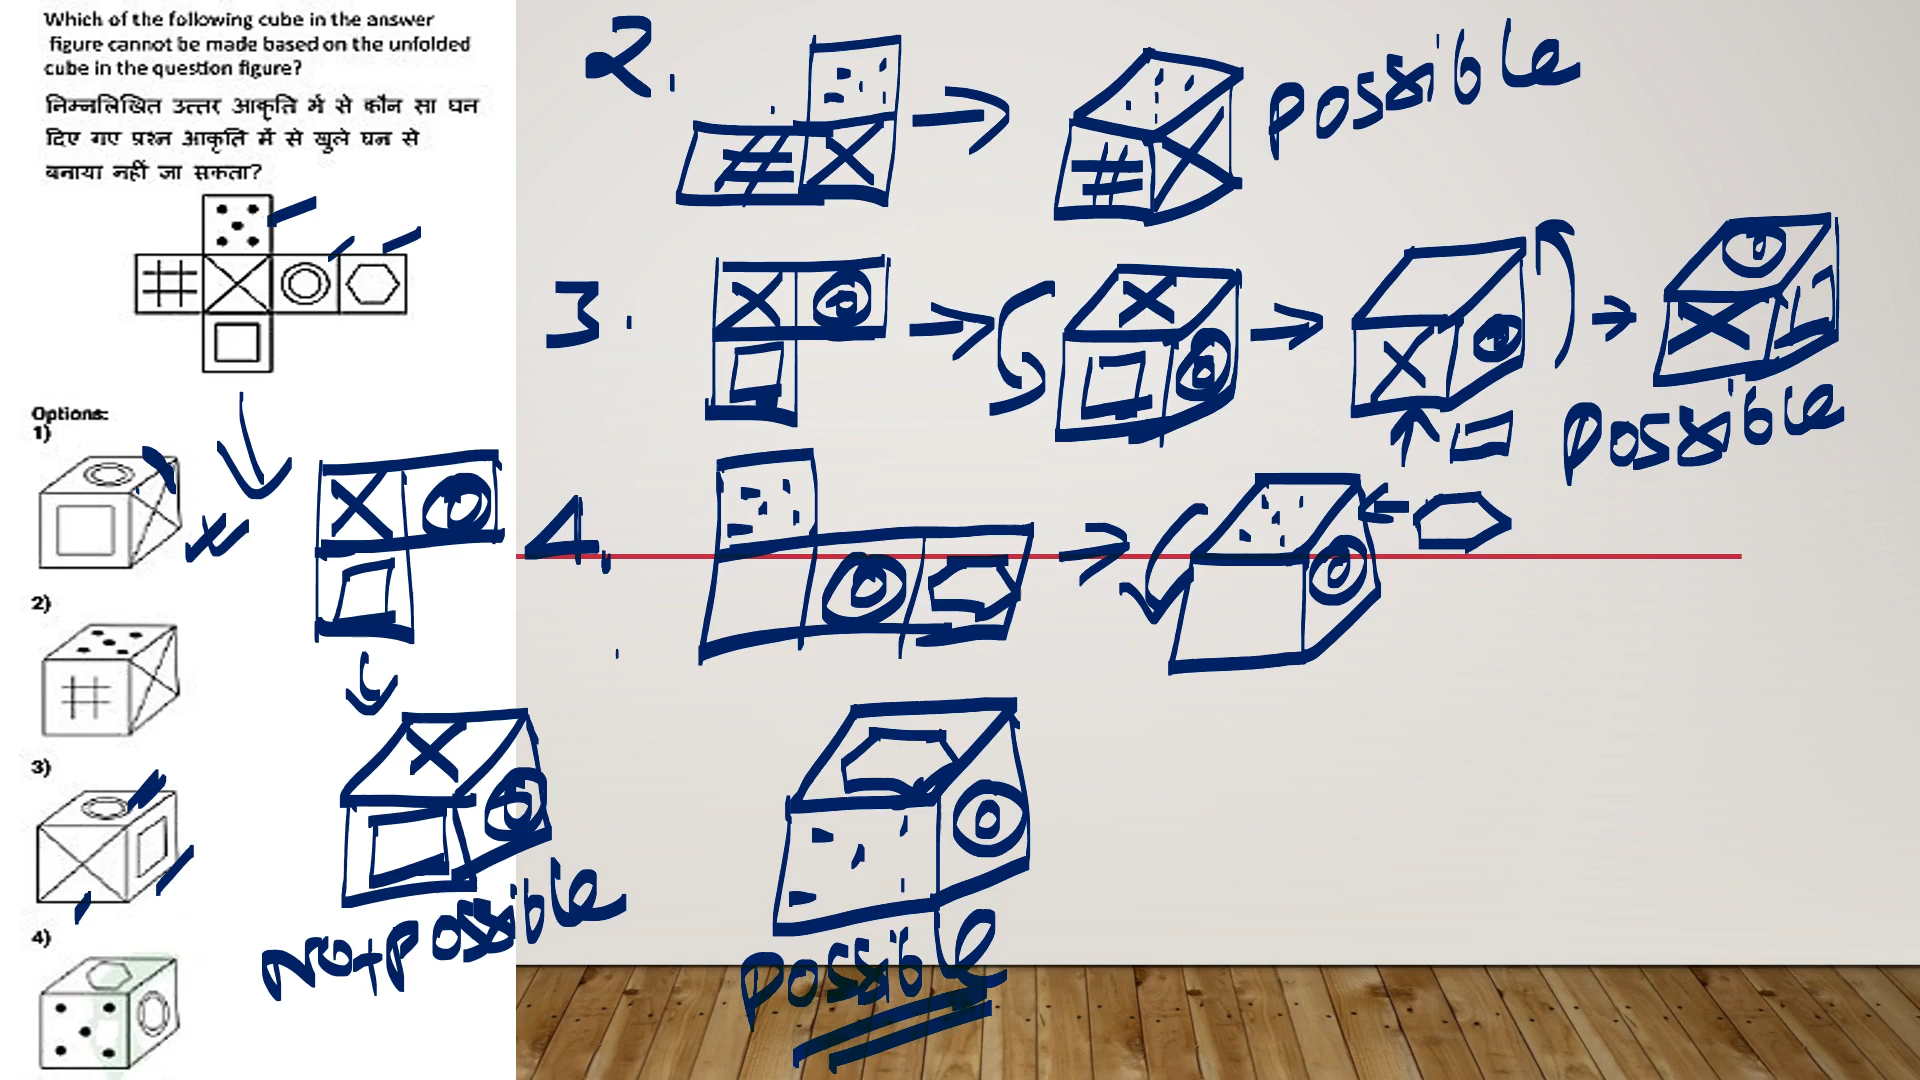 Which of the following cube in the answer
figure cannot be made based on the unfolded
cube in the question figure?
निम्नलिखित उत्तर आकृति में से कौन सा घन
दिए गए प्रश्न आकृति में से खुले घन से
बनाया नहीं जा सकता?
Options:
1)
2)
3)
4)
Not possible
2.
possible
3.
possible
4.
possible